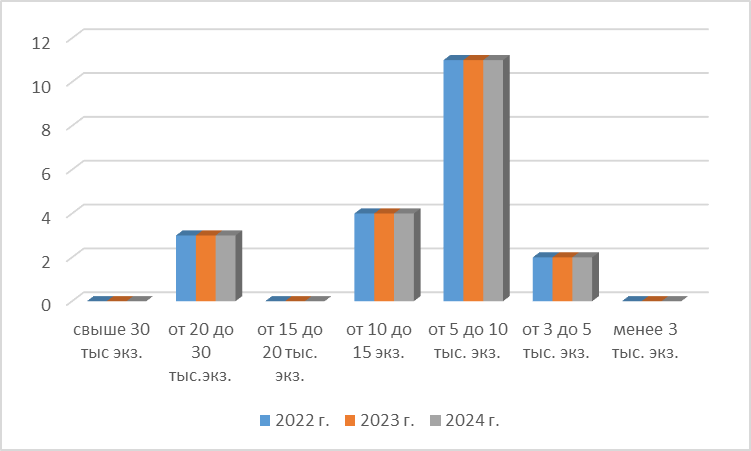 12
10
8
6
4
2
0
свыше 30
тыс экз.
от 20 до
30
тыс.экз.
от 15 до
20 тыс.
экз.
от 10 до
15 экз.
от 5 до 10
тыс. экз.
от 3 до 5
тыс. экз.
менее 3
тыс. экз.
2022 г.
2023 г.
2024 г.